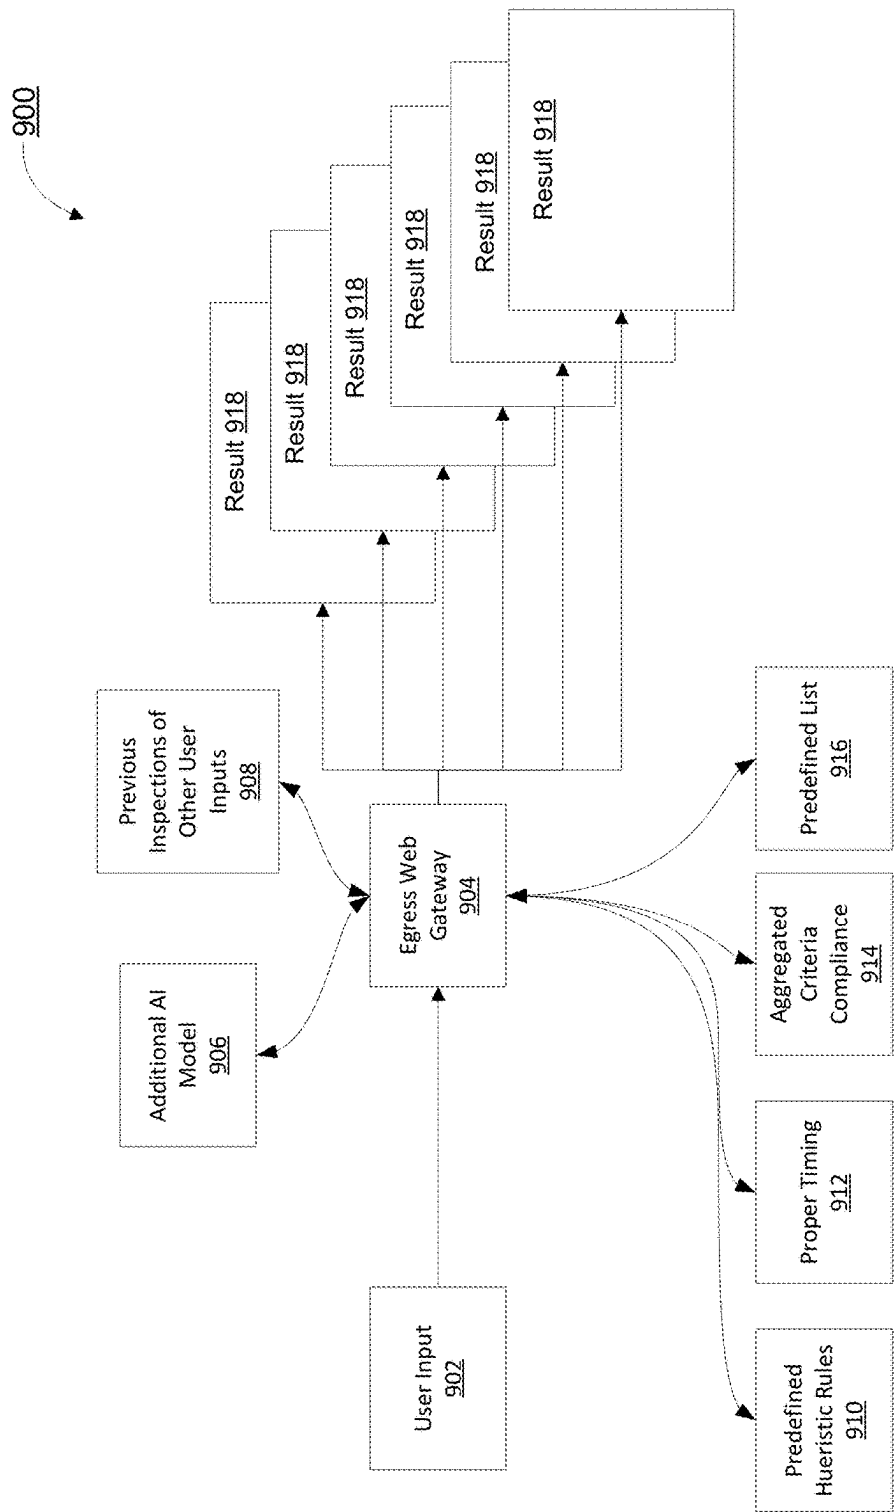 900
Additional AI
Model
906
Previous
Inspections of
Other User
Inputs
908
User Input
902
Egress Web
Gateway
904
Result 918
Result 918
Result 918
Result 918
Result 918
Result 918
Predefined
Hueristic Rules
910
Proper Timing
912
Aggregated
Criteria
Compliance
914
Predefined List
916